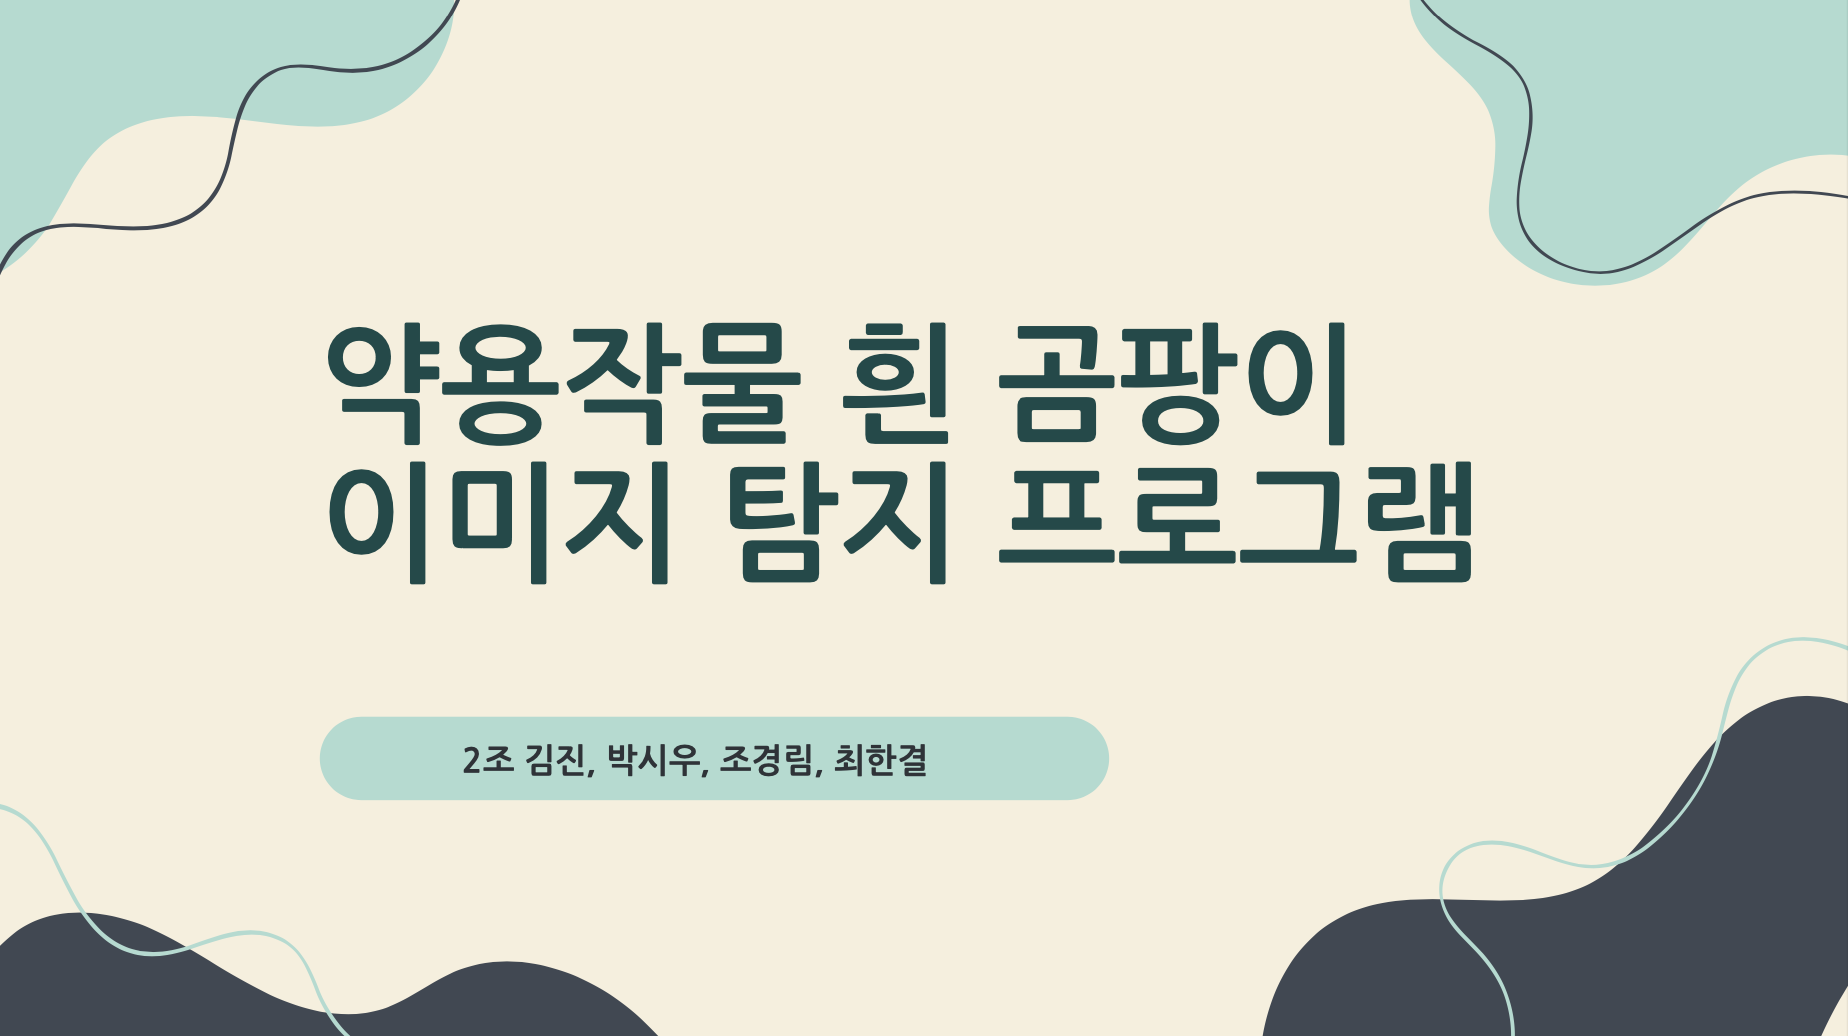 약용작물 흰 곰팡이
이미지 탐지 프로그램
2조 김진, 박시우, 조경림, 최한결